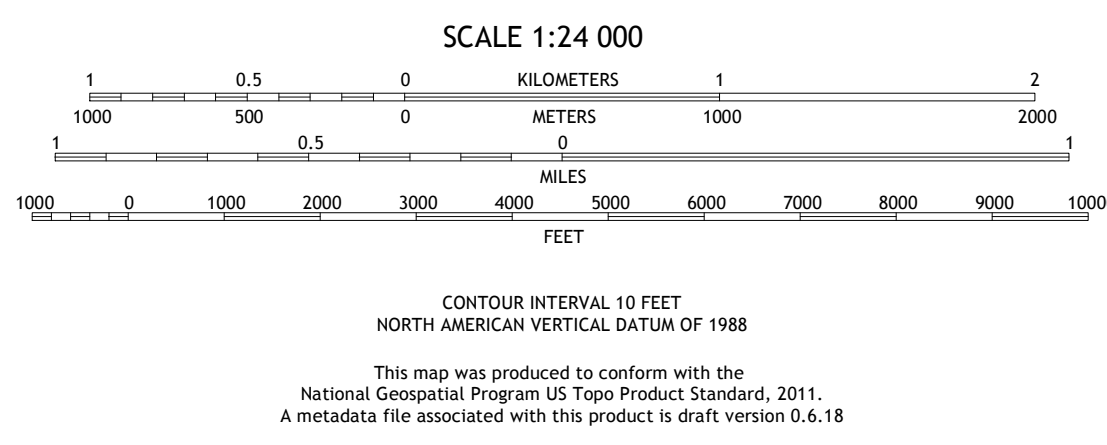 SCALE 1:24 000
1 0.5 0 KILOMETERS 1 2
1000 500 0 METERS 1000 2000
1 0.5 0 1
MILES
1000 0 1000 2000 3000 4000 5000 6000 7000 8000 9000 1000
FEET
CONTOUR INTERVAL 10 FEET
NORTH AMERICAN VERTICAL DATUM OF 1988
This map was produced to conform with the
National Geospatial Program US Topo Product Standard, 2011.
A metadata file associated with this product is draft version 0.6.18